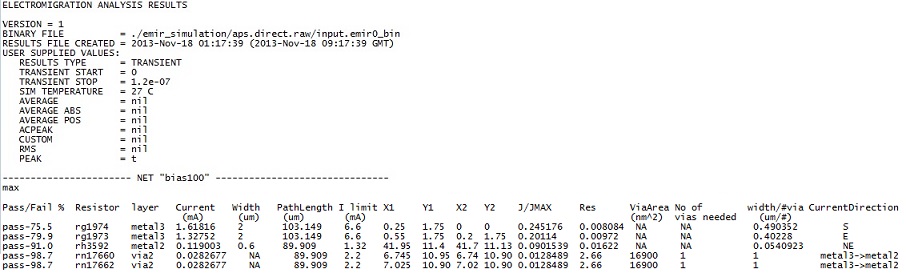 ELECTROMIGRATION ANALYSIS RESULTS
VERSION = 1
BINARY FILE = ./emir_simulation/aps.direct.raw/input.emir0_bin
RESULTS FILE CREATED = 2013-Nov-18 01:17:39 (2013-Nov-18 09:17:39 GMT)
USER SUPPLIED VALUES:
RESULTS TYPE = TRANSIENT
TRANSIENT START = 0
TRANSIENT STOP = 1.2e-07
SIM TEMPERATURE = 27 C
AVERAGE = nil
AVERAGE ABS = nil
AVERAGE POS = nil
ACPEAK = nil
CUSTOM = nil
RMS = nil
PEAK = t
----------------------- NET "bias100" -------------------------------
max
Pass/Fail % Resistor layer Current Width PathLength I limit X1 Y1 X2 Y2 J/JMAX Res ViaArea No of width/#via CurrentDirection
(mA) (um) (um) (mA) (nm^2) vias needed (um/#)
pass-75.5 rg1974 metal3 1.61816 2 103.149 6.6 0.25 1.75 0 0 0.245176 0.008084 NA NA 0.490352 S
pass-79.9 rg1973 metal3 1.32752 2 103.149 6.6 0.55 1.75 0.2 1.75 0.20114 0.00972 NA NA 0.40228 E
pass-91.0 rh3592 metal2 0.119003 0.6 89.909 1.32 41.95 11.4 41.7 11.13 0.0901539 0.01622 NA NA 0.0540923 NE
pass-98.7 rn17660 via2 0.0282677 NA 89.909 2.2 6.745 10.95 6.74 10.90 0.0128489 2.66 16900 1 1 metal3->metal2
pass-98.7 rn17662 via2 0.0282677 NA 89.909 2.2 7.025 10.90 7.02 10.90 0.0128489 2.66 16900 1 1 metal3->metal2